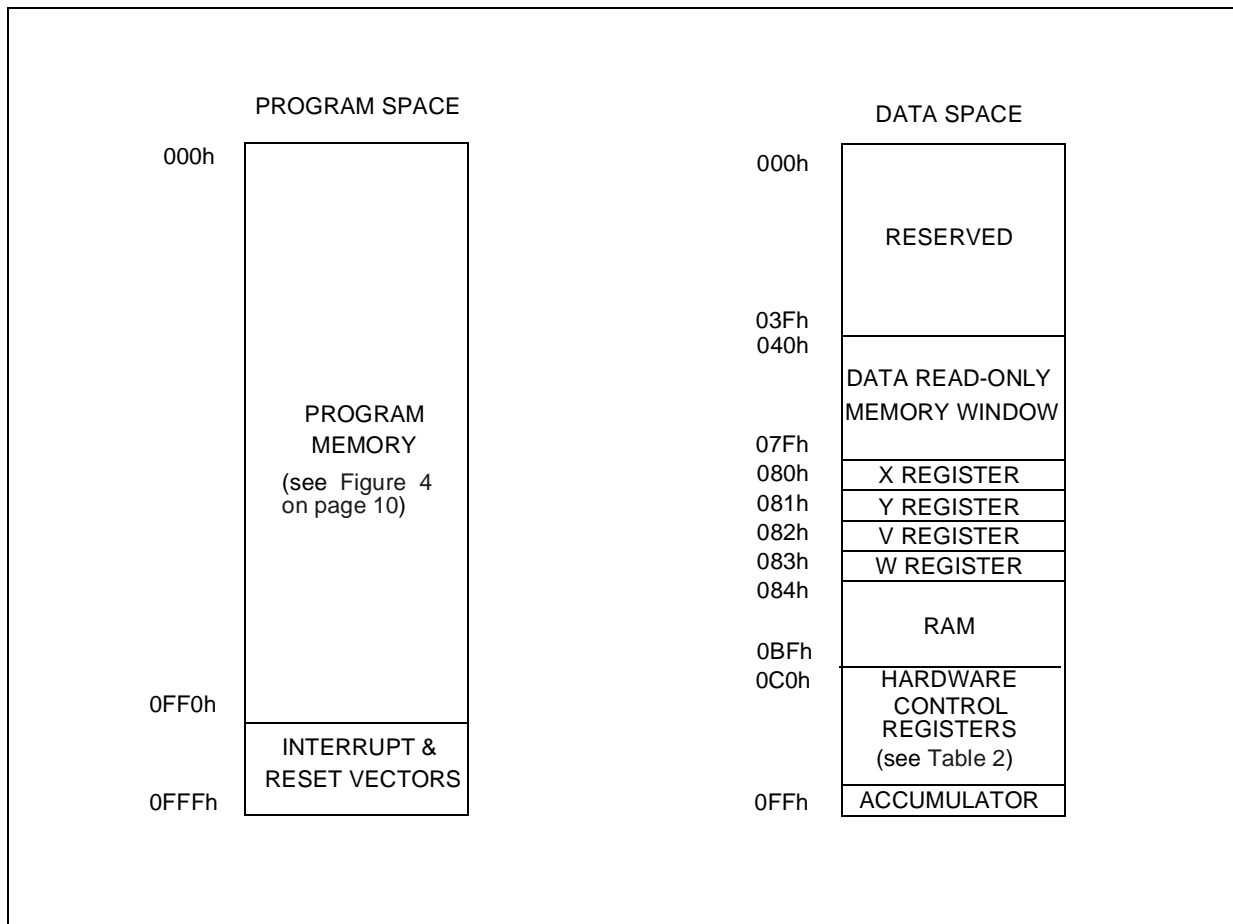 PROGRAM SPACE
000h
PROGRAM
MEMORY
(see Figure 4
on page 10)
0FF0h
INTERRUPT &
RESET VECTORS
0FFFh
DATA SPACE
000h
RESERVED
03Fh
040h
DATA READ-ONLY
MEMORY WINDOW
07Fh
080h
X REGISTER
081h
Y REGISTER
082h
V REGISTER
083h
W REGISTER
084h
RAM
0BFh
0C0h
HARDWARE
CONTROL
REGISTERS
(see Table 2)
0FFh
ACCUMULATOR